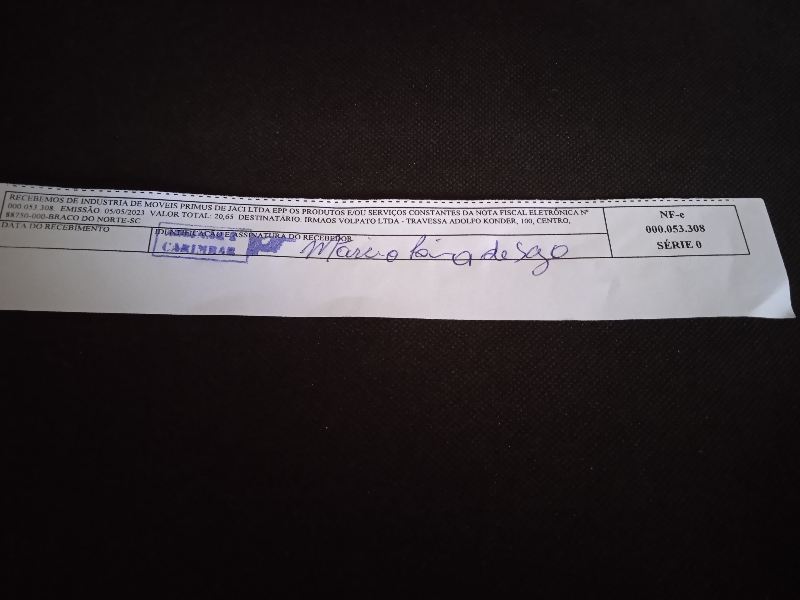 RECEBEMOS DE INDUSTRIA DE MOVEIS PRIMUS DE JACI LTDA EPP OS PRODUTOS E/OU SERVIÇOS CONSTANTES DA NOTA FISCAL ELETRÔNICA Nº
000.053.308 EMISSÃO: 05/05/2023 VALOR TOTAL: 20,65 DESTINATÁRIO: IRMAOS VOLPATO LTDA - TRAVESSA ADOLFO KONDER, 100, CENTRO,
88750-000-BRACO DO NORTE-SC
DATA DO RECEBIMENTO
IDENTIFICAÇÃO E ASSINATURA DO RECEBEDOR
CARIMBAR
de
NF-e
000.053.308
SÉRIE 0